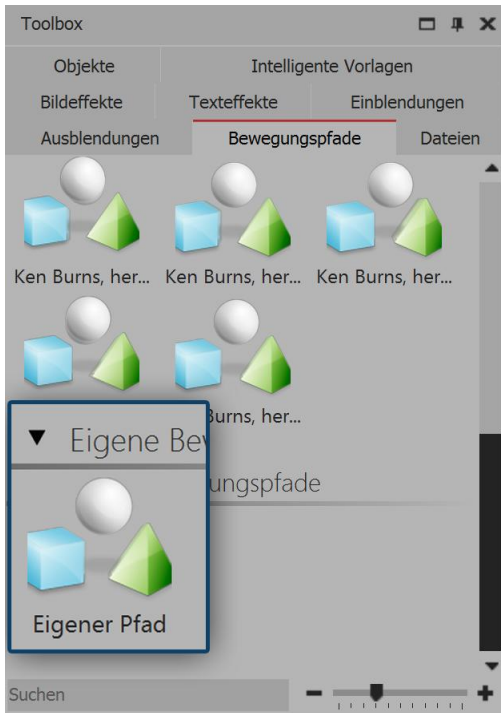 Toolbox
Objekte Intelligente Vorlagen
Bildeffekte Texteffekte Einblendungen
Ausblendungen Bewegungspfade Dateien
Ken Burns, her... Ken Burns, her... Ken Burns, her...
Burns, her...
Eigene Bew
ungspfade
Eigener Pfad
Suchen